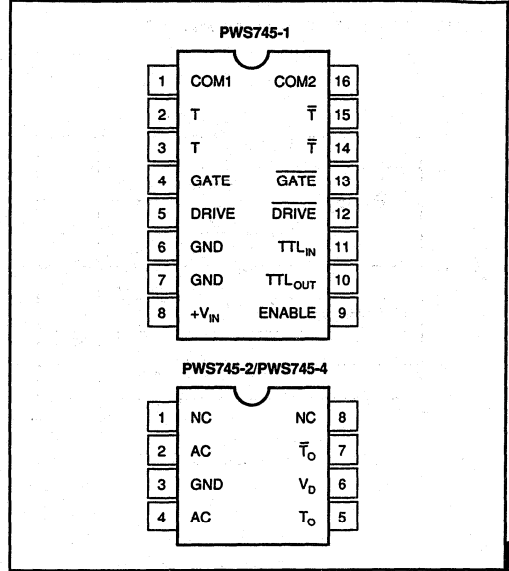 PWS745-1
1 COM1 COM2 16
2 T T̅ 15
3 T T̅ 14
4 GATE G̅A̅T̅E̅ 13
5 DRIVE D̅R̅I̅V̅E̅ 12
6 GND TTL_IN 11
7 GND TTL_OUT 10
8 +V_IN ENABLE 9
PWS745-2/PWS745-4
1 NC NC 8
2 AC T̅_O 7
3 GND V_D 6
4 AC T_O 5